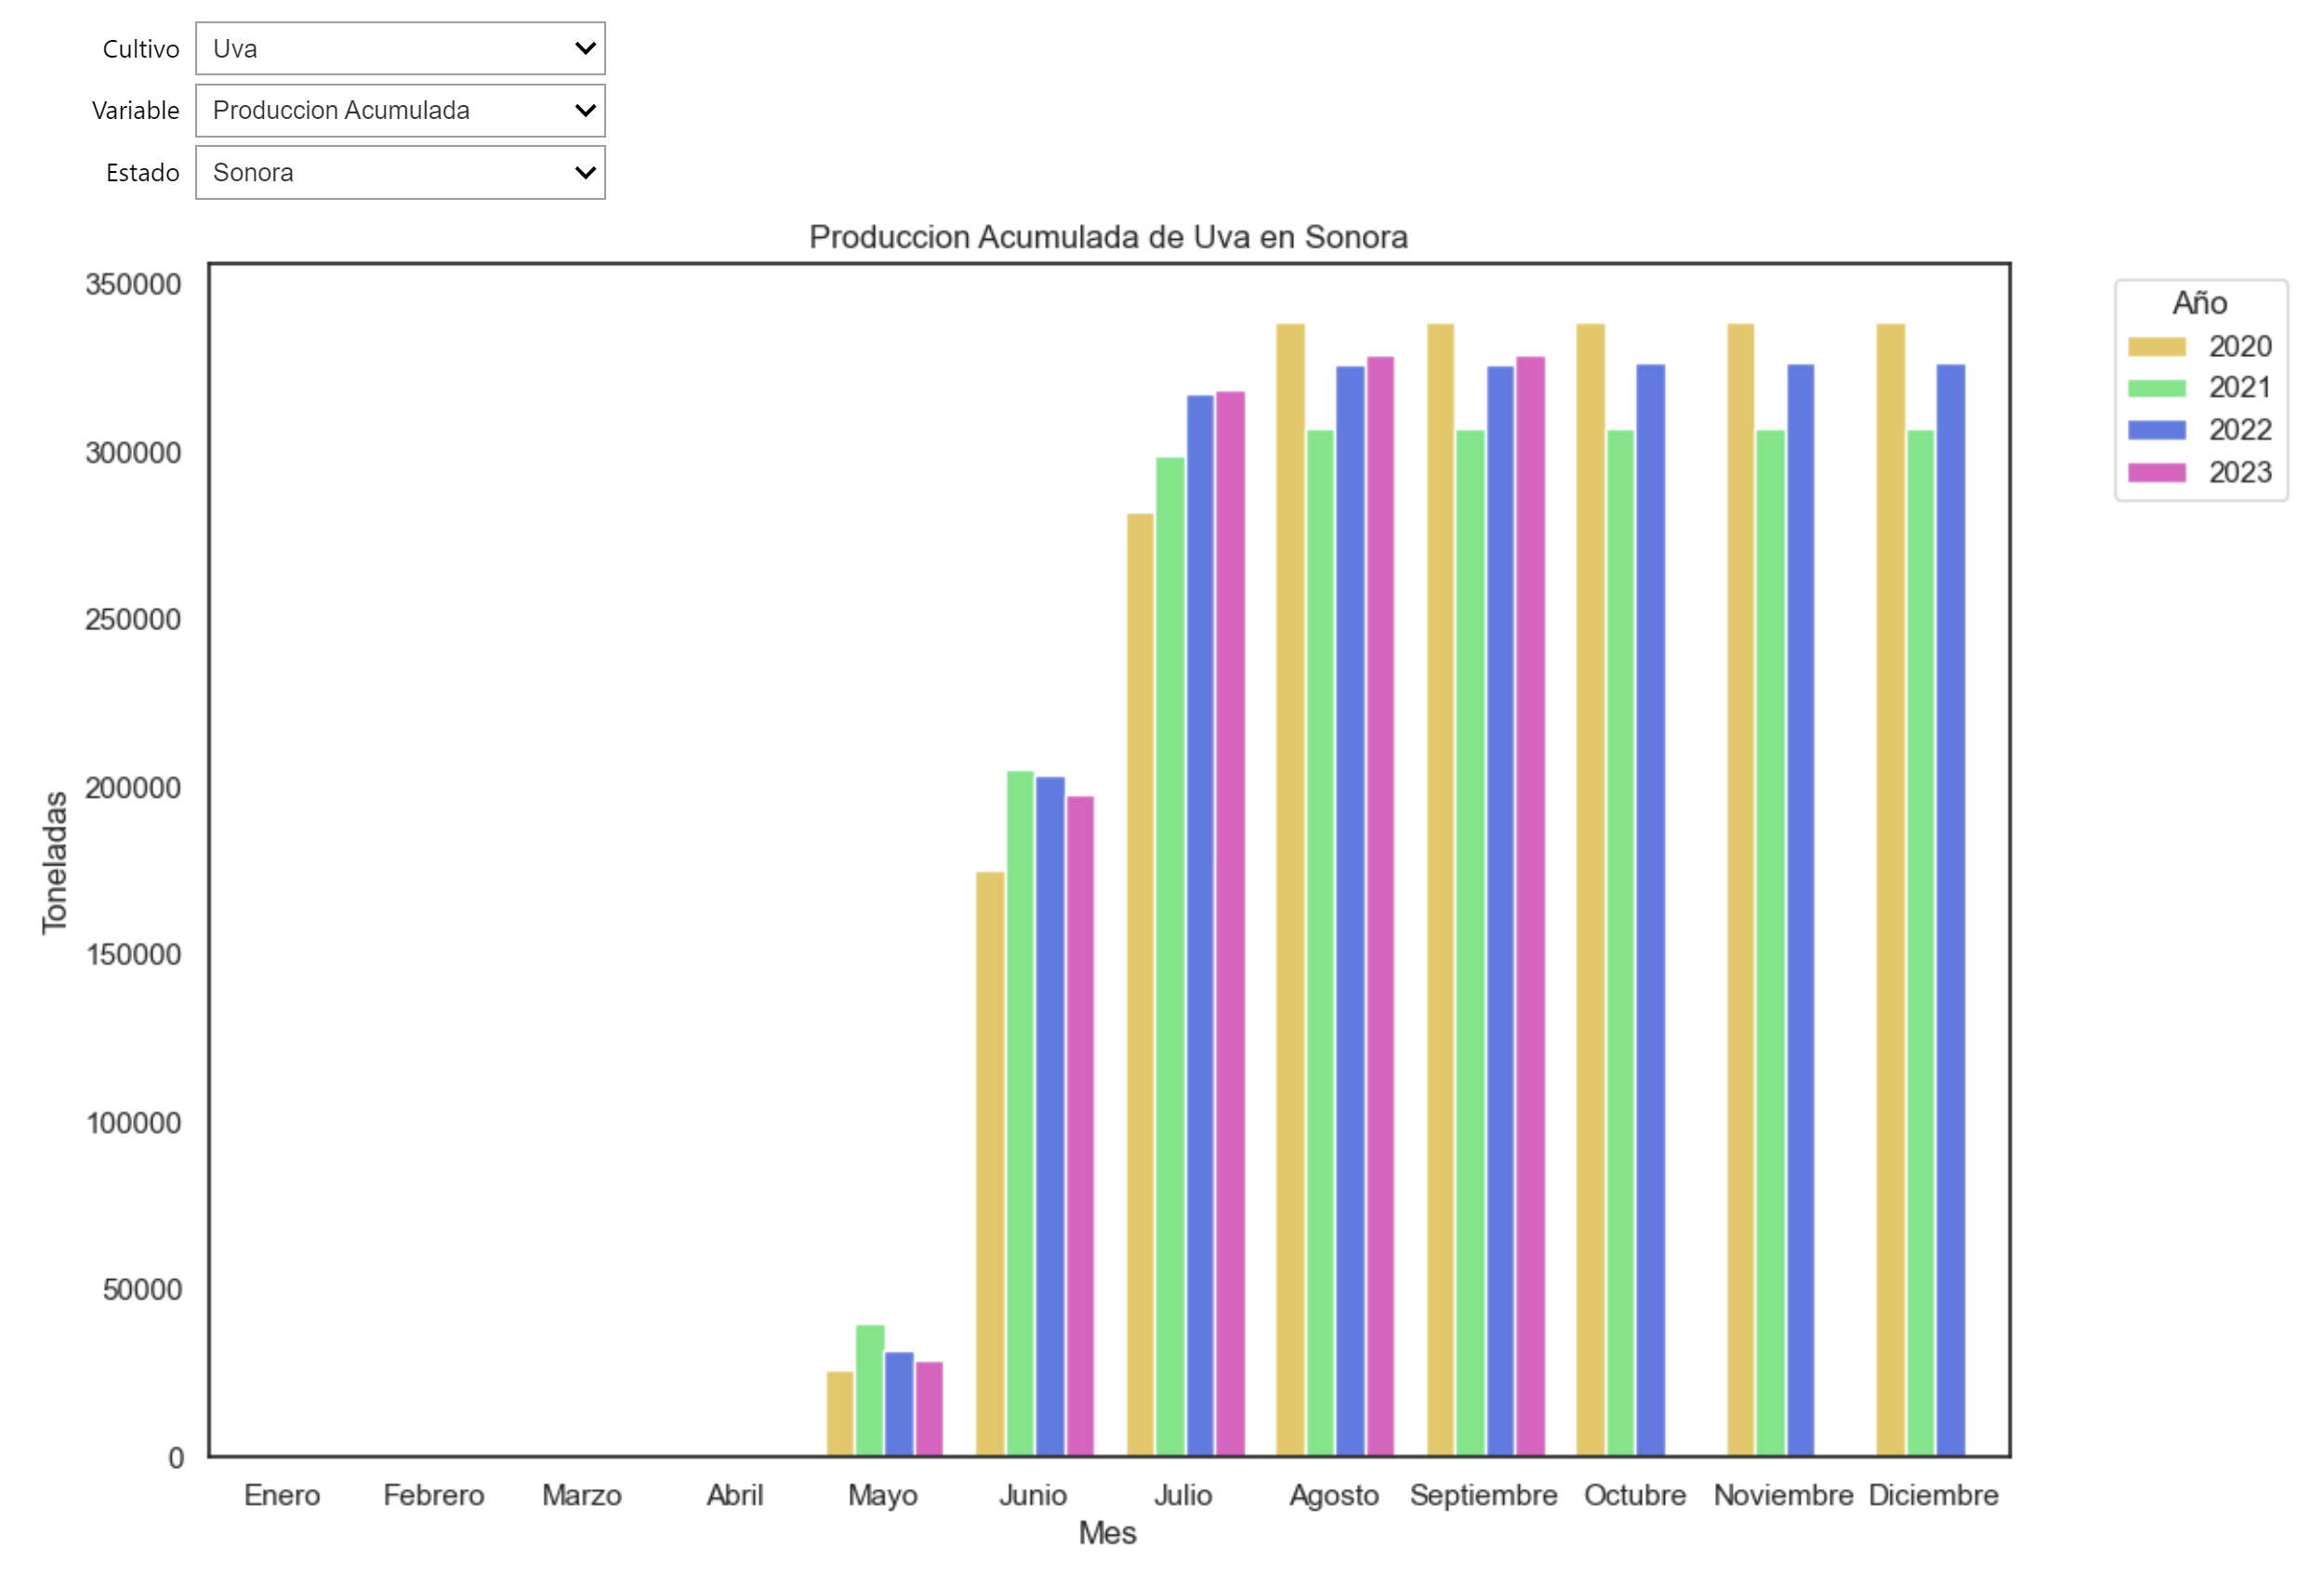 Cultivo Uva
Variable Produccion Acumulada
Estado Sonora
Produccion Acumulada de Uva en Sonora
350000
300000
250000
200000
150000
100000
50000
0
Toneladas
Enero Febrero Marzo Abril Mayo Junio Julio Agosto Septiembre Octubre Noviembre Diciembre
Mes
Año
2020
2021
2022
2023